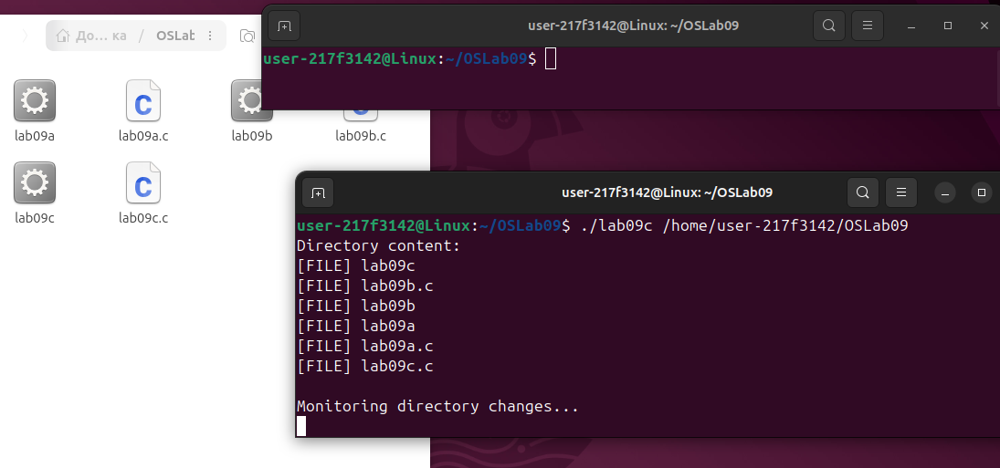 До… ка / OSLab
lab09a
lab09a.c
lab09b
lab09b.c
lab09c
lab09c.c
user-217f3142@Linux: ~/OSLab09
user-217f3142@Linux:~/OSLab09$
user-217f3142@Linux: ~/OSLab09
user-217f3142@Linux:~/OSLab09$ ./lab09c /home/user-217f3142/OSLab09
Directory content:
[FILE] lab09c
[FILE] lab09b.c
[FILE] lab09b
[FILE] lab09a
[FILE] lab09a.c
[FILE] lab09c.c
Monitoring directory changes...